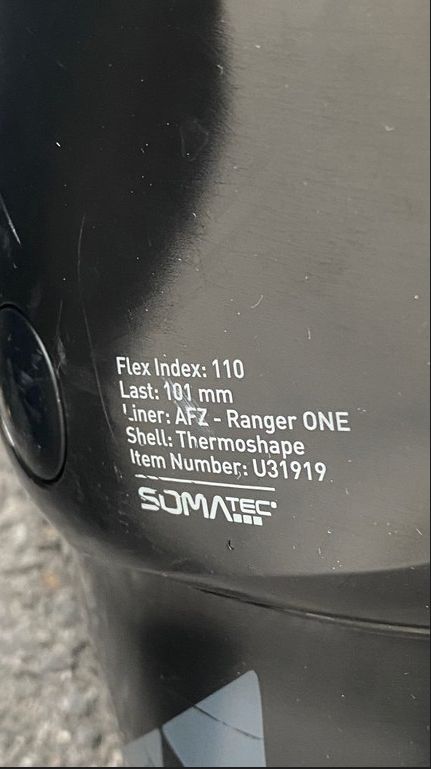 Flex Index: 110
Last: 101 mm
Liner: AFZ - Ranger ONE
Shell: Thermoshape
Item Number: U31919
SOMATEC